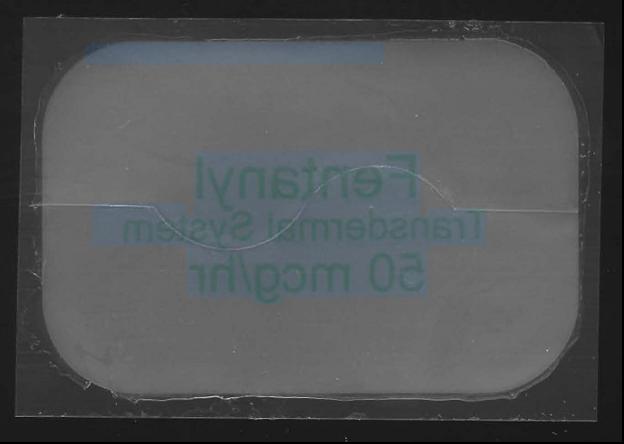 Fentanyl
Transdermal System
50 mcg/hr